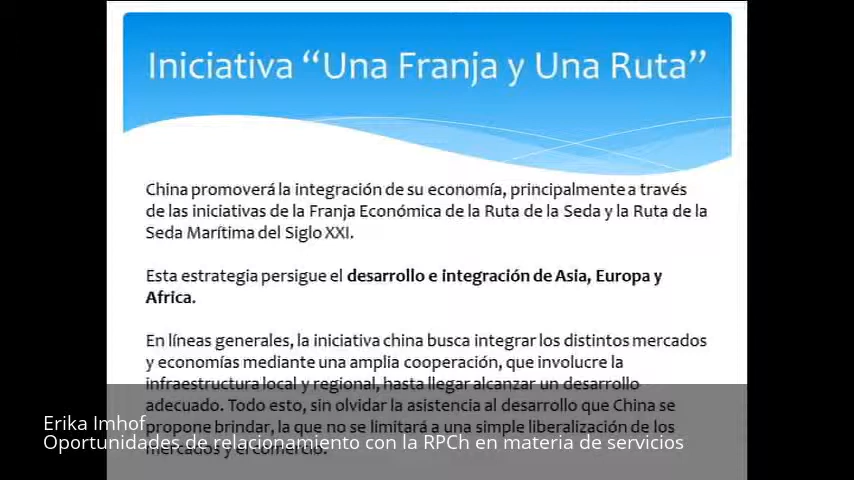 Iniciativa “Una Franja y Una Ruta”
China promoverá la integración de su economía, principalmente a través
de las iniciativas de la Franja Económica de la Ruta de la Seda y la Ruta de la
Seda Marítima del Siglo XXI.
Esta estrategia persigue el desarrollo e integración de Asia, Europa y
Africa.
En líneas generales, la iniciativa china busca integrar los distintos mercados
y economías mediante una amplia cooperación, que involucre la
infraestructura local y regional, hasta llegar alcanzar un desarrollo
adecuado. Todo esto, sin olvidar la asistencia al desarrollo que China se
propone brindar, la que no se limitará a una simple liberalización de los
mercados y el comercio.
Erika Imhof
Oportunidades de relacionamiento con la RPCh en materia de servicios